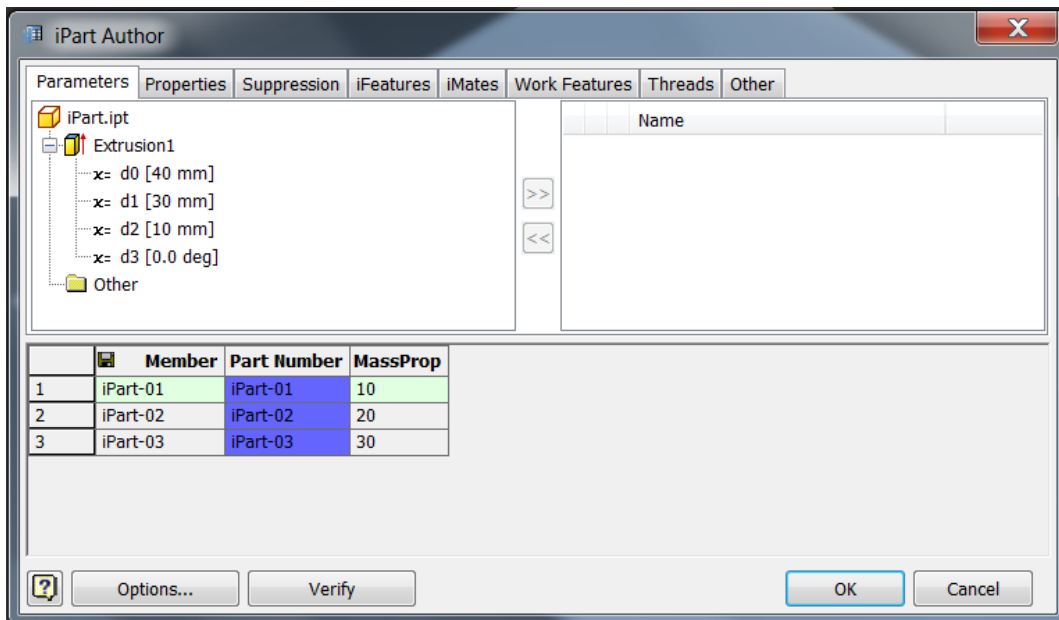 iPart Author
X
Parameters Properties Suppression iFeatures iMates Work Features Threads Other
iPart.ipt
Extrusion1
x= d0 [40 mm]
x= d1 [30 mm]
x= d2 [10 mm]
x= d3 [0.0 deg]
Other
>>
<<
Name
Member Part Number MassProp
1 iPart-01 iPart-01 10
2 iPart-02 iPart-02 20
3 iPart-03 iPart-03 30
? Options... Verify OK Cancel